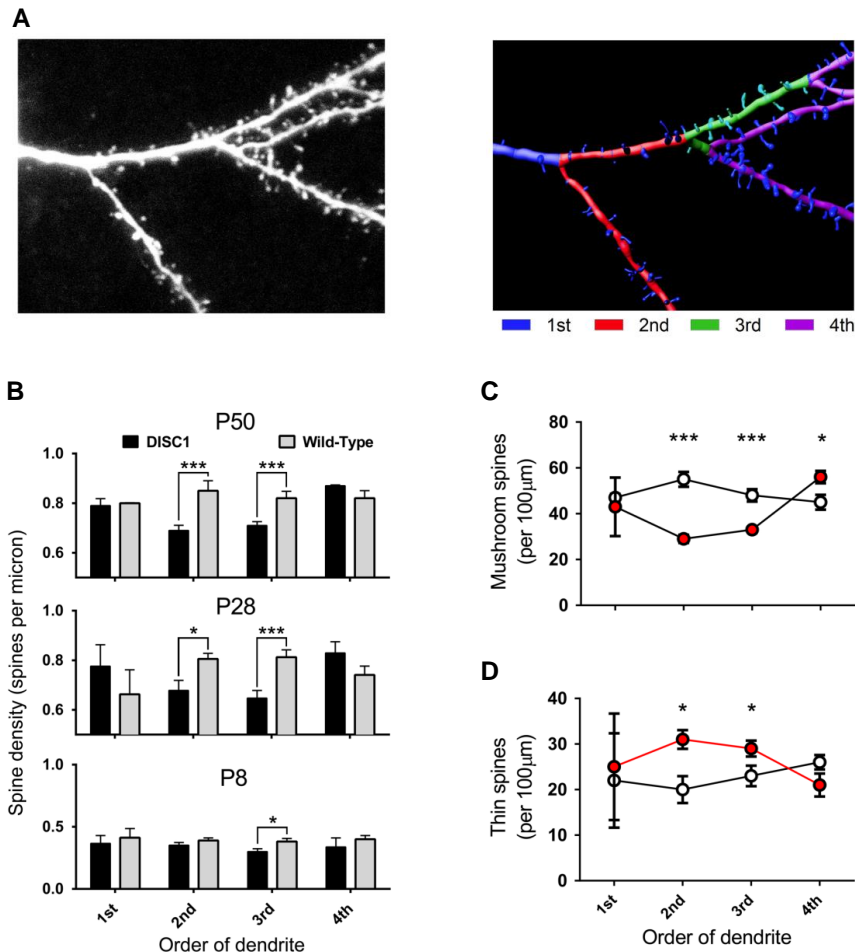 A
1st 2nd 3rd 4th
B
P50
DISC1 Wild-Type
1.0
0.8
0.6
*** ***
P28
1.0
0.8
0.6
* ***
P8
1.0
0.5
0.0
*
1st 2nd 3rd 4th
Order of dendrite
Spine density (spines per micron)
C
Mushroom spines
(per 100µm)
80
60
40
20
0
*** *** *
D
Thin spines
(per 100µm)
40
30
20
10
0
* *
1st 2nd 3rd 4th
Order of dendrite